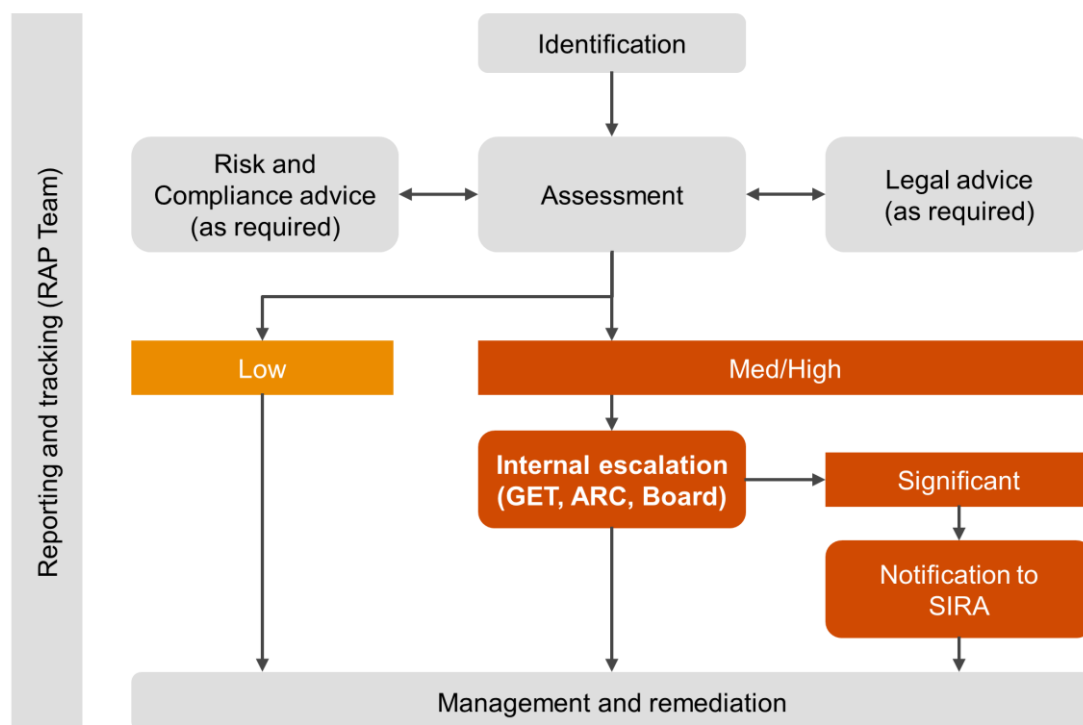 Reporting and tracking (RAP Team)
Identification
Risk and
Compliance advice
(as required)
Assessment
Legal advice
(as required)
Low
Med/High
Internal escalation
(GET, ARC, Board)
Significant
Notification to
SIRA
Management and remediation